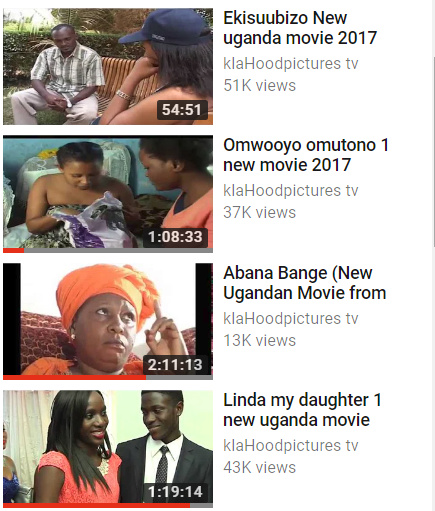 Ekisuubizo New
uganda movie 2017
klaHoodpictures tv
51K views
54:51
Omwooyo omutono 1
new movie 2017
klaHoodpictures tv
37K views
1:08:33
Abana Bange (New
Ugandan Movie from
klaHoodpictures tv
13K views
2:11:13
Linda my daughter 1
new uganda movie
klaHoodpictures tv
43K views
1:19:14